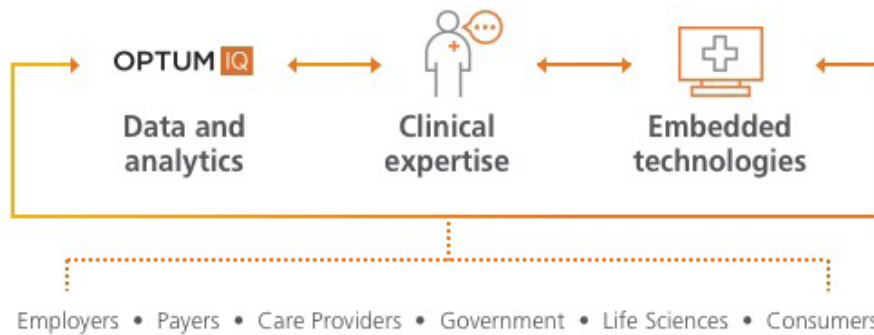 OPTUM IQ
Data and analytics
Clinical expertise
Embedded technologies
Employers • Payers • Care Providers • Government • Life Sciences • Consumers